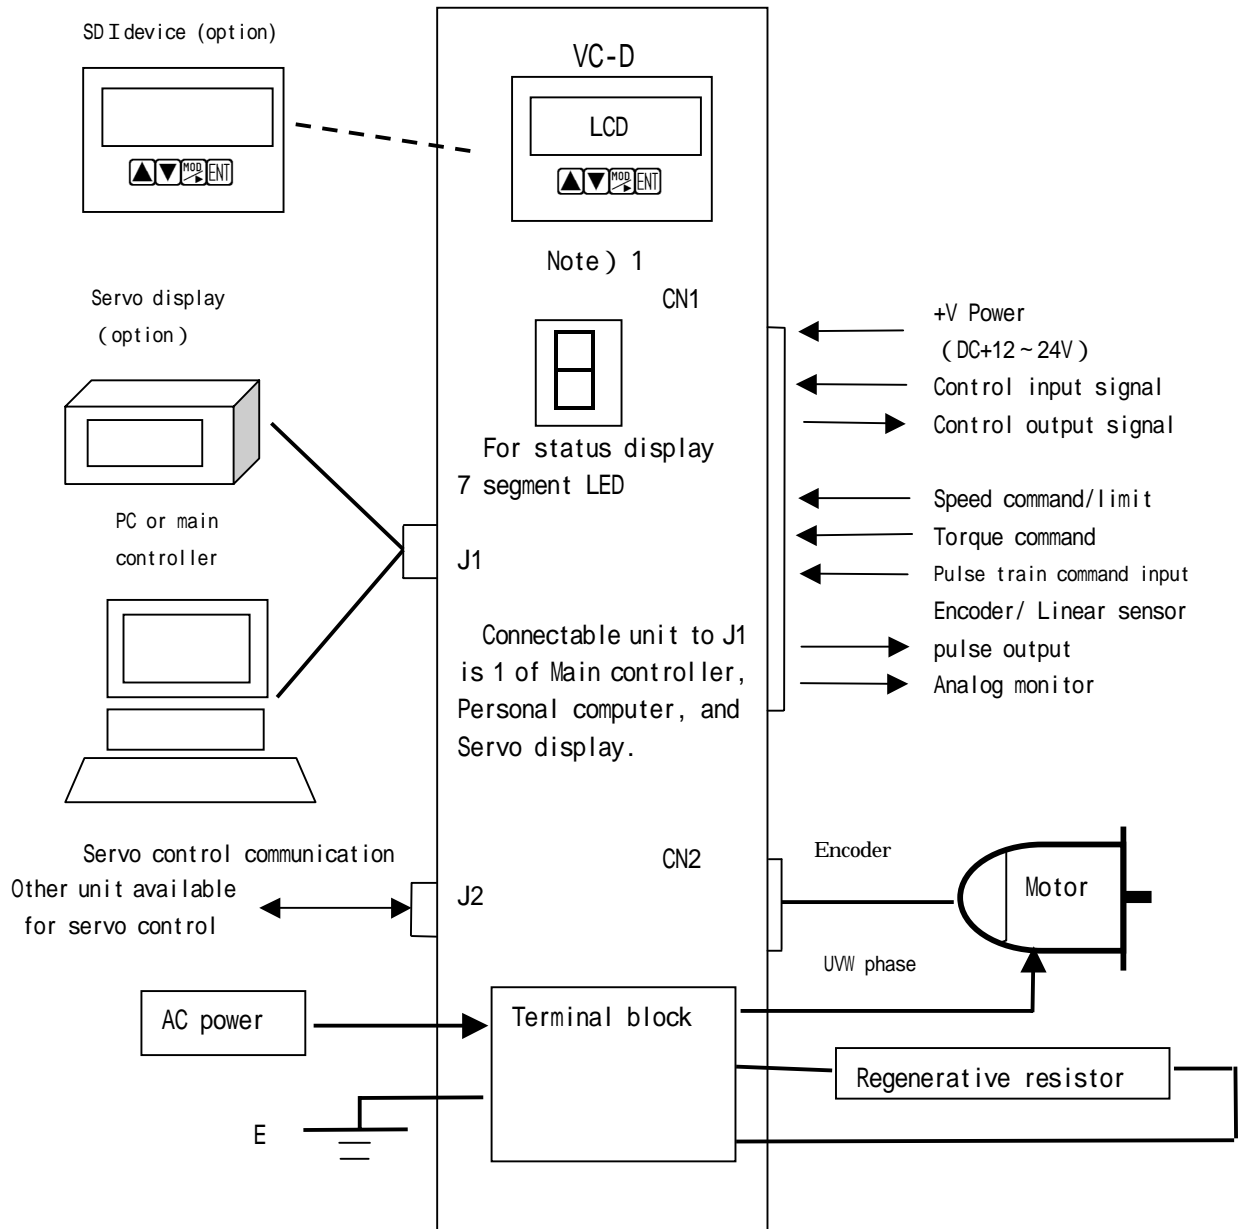 SDI device (option)
VC-D
LCD
MOD
ENT
MOD
ENT
Note) 1
Servo display
(option)
CN1
+V Power
(DC+12~24V)
Control input signal
Control output signal
For status display
7 segment LED
Speed command/limit
Torque command
Pulse train command input
Encoder/ Linear sensor
pulse output
Analog monitor
PC or main
controller
J1
Connectable unit to J1
is 1 of Main controller,
Personal computer, and
Servo display.
Servo control communication
Other unit available
for servo control
J2
CN2
Encoder
Motor
UVW phase
AC power
Terminal block
Regenerative resistor
E